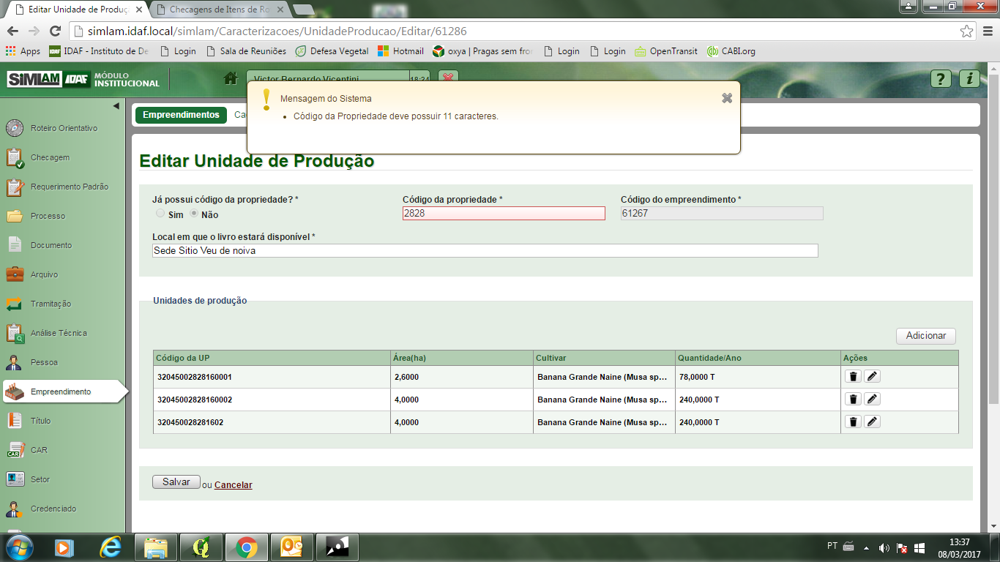 Editar Unidade de Produçã
Checagens de Itens de Ro
simlam.idaf.local/simlam/Caracterizacoes/UnidadeProducao/Editar/61286
Apps
IDAF - Instituto de De
Login
Sala de Reuniões
Defesa Vegetal
Hotmail
oxya | Pragas sem fron
Login
Login
OpenTransit
CABI.org
SiMLAM IDAF MÓDULO
INSTITUCIONAL
Victor Bernardo Vicentini
18:24
Mensagem do Sistema
Código da Propriedade deve possuir 11 caracteres.
Empreendimentos
Ca
Roteiro Orientativo
Checagem
Requerimento Padrão
Processo
Documento
Arquivo
Tramitação
Análise Técnica
Pessoa
Empreendimento
Título
CAR
Setor
Credenciado
Editar Unidade de Produção
Já possui código da propriedade? *
Sim Não
Código da propriedade *
2828
Código do empreendimento *
61267
Local em que o livro estará disponível *
Sede Sitio Veu de noiva
Unidades de produção
Adicionar
Código da UP Área(ha) Cultivar Quantidade/Ano Ações
32045002828160001 2,6000 Banana Grande Naine (Musa sp... 78,0000 T
32045002828160002 4,0000 Banana Grande Naine (Musa sp... 240,0000 T
320450028281602 4,0000 Banana Grande Naine (Musa sp... 240,0000 T
Salvar ou Cancelar
PT
13:37
08/03/2017